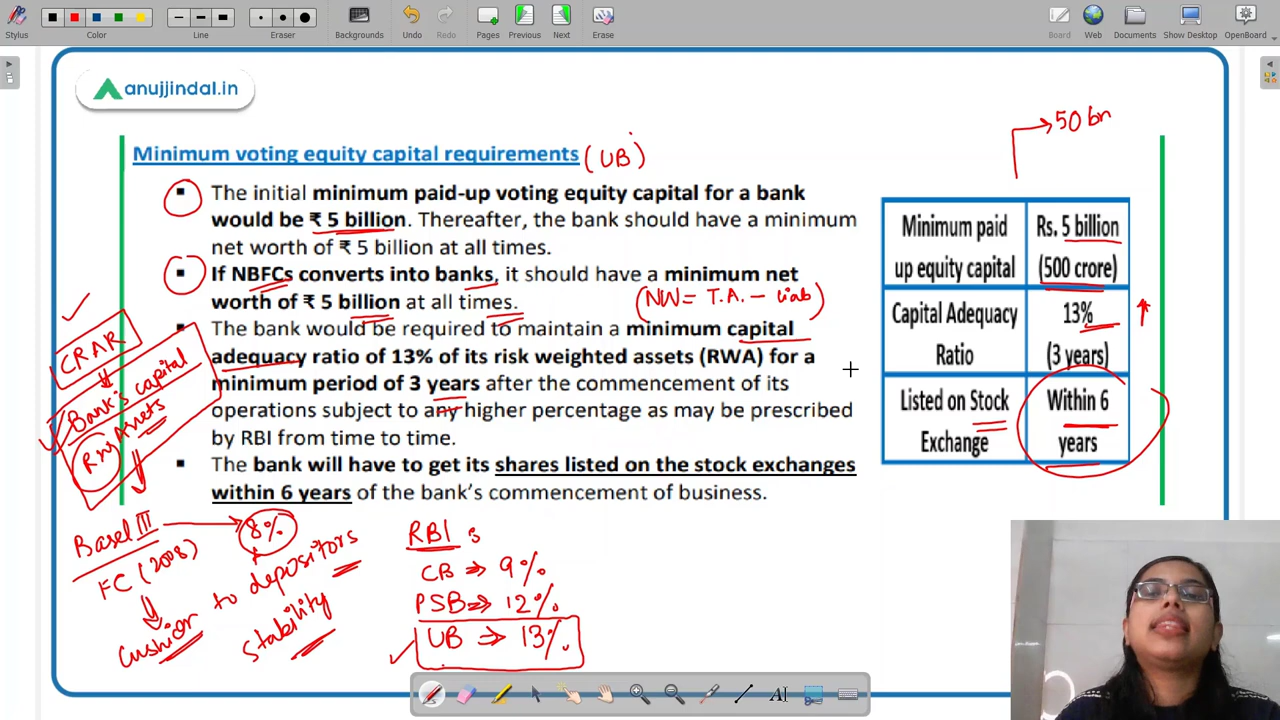 Color
Line
Eraser
Backgrounds
Undo
Redo
Pages
Previous
Next
Erase
Board
Web
Documents
Show Desktop
OpenBoard
anujjindal.in
Minimum voting equity capital requirements (UB)
The initial minimum paid-up voting equity capital for a bank
would be ₹ 5 billion. Thereafter, the bank should have a minimum
net worth of ₹ 5 billion at all times.
If NBFCs converts into banks, it should have a minimum net
worth of ₹ 5 billion at all times.
(NW = T.A. - Liab)
The bank would be required to maintain a minimum capital
adequacy ratio of 13% of its risk weighted assets (RWA) for a
minimum period of 3 years after the commencement of its
operations subject to any higher percentage as may be prescribed
by RBI from time to time.
The bank will have to get its shares listed on the stock exchanges
within 6 years of the bank's commencement of business.
50 bn
Minimum paid
up equity capital
Rs. 5 billion
(500 crore)
Capital Adequacy
Ratio
13%
(3 years)
Listed on Stock
Exchange
Within 6
years
CRAR
Bank's capital
RW Assets
Basel III
8%
FC (2008)
cushion to depositors
stability
RBI :
CB ⇒ 9%
PSB ⇒ 12%
UB ⇒ 13%